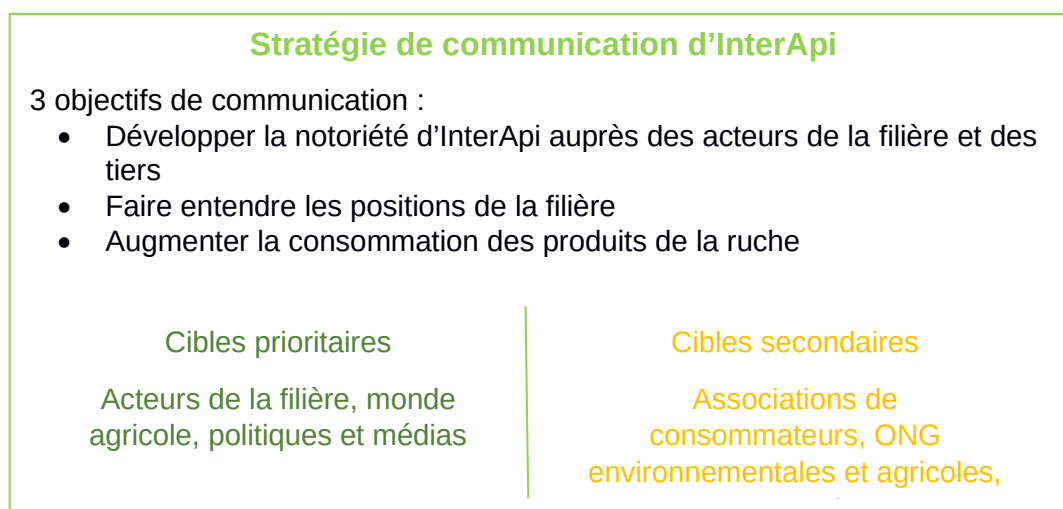 Stratégie de communication d'InterApi
3 objectifs de communication :
• Développer la notoriété d'InterApi auprès des acteurs de la filière et des
tiers
• Faire entendre les positions de la filière
• Augmenter la consommation des produits de la ruche
Cibles prioritaires
Acteurs de la filière, monde
agricole, politiques et médias
Cibles secondaires
Associations de
consommateurs, ONG
environnementales et agricoles,